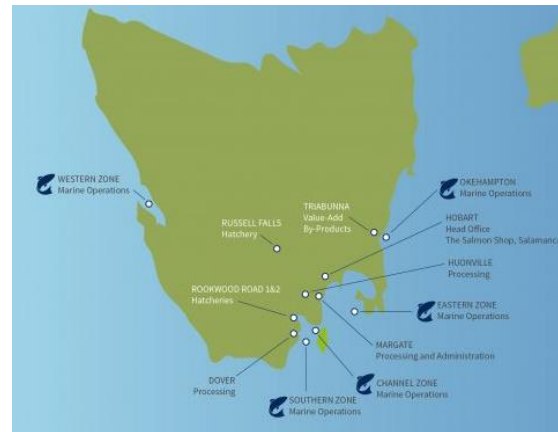 WESTERN ZONE
Marine Operations
OKEHAMPTON
Marine Operations
TRIABUNNA
Value-Add
By-Products
HOBART
Head Office
The Salmon Shop, Salamanca
RUSSELL FALLS
Hatchery
HUONVILLE
Processing
ROOKWOOD ROAD 1&2
Hatcheries
EASTERN ZONE
Marine Operations
MARGATE
Processing and Administration
DOVER
Processing
CHANNEL ZONE
Marine Operations
SOUTHERN ZONE
Marine Operations